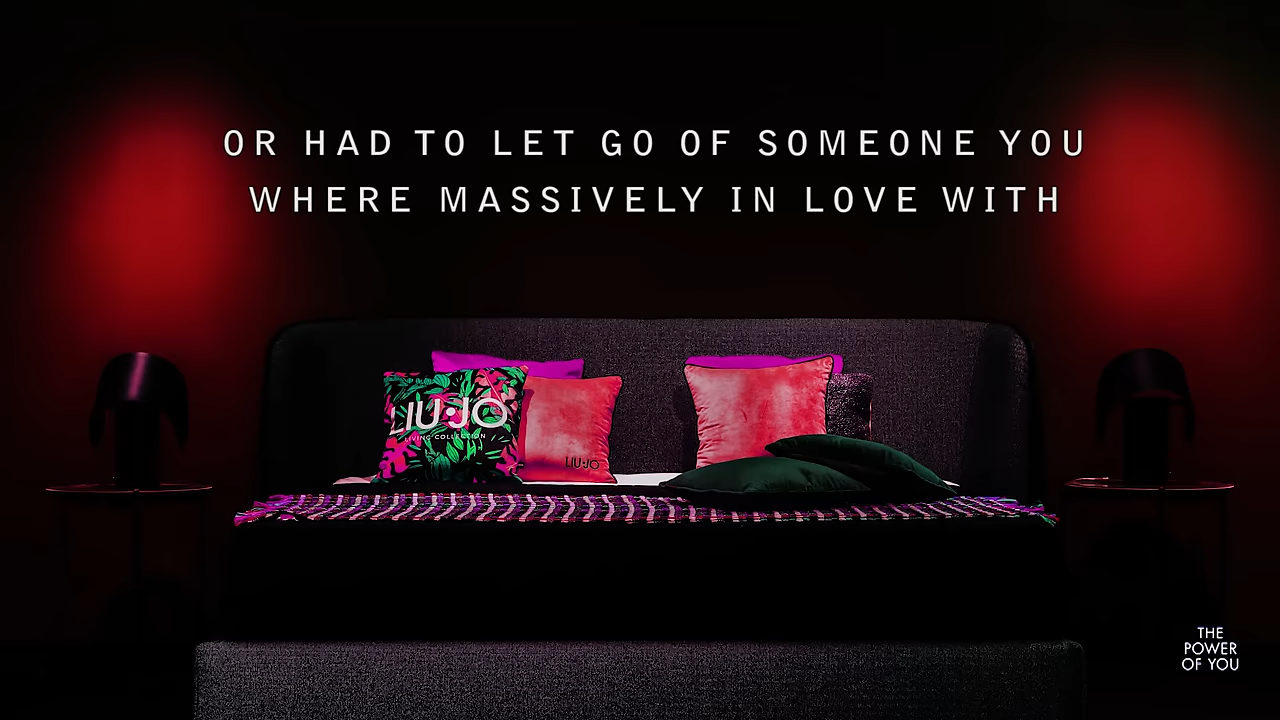 OR HAD TO LET GO OF SOMEONE YOU
WHERE MASSIVELY IN LOVE WITH
LIU·JO
LIVING COLLECTION
LIU·JO
THE
POWER
OF YOU